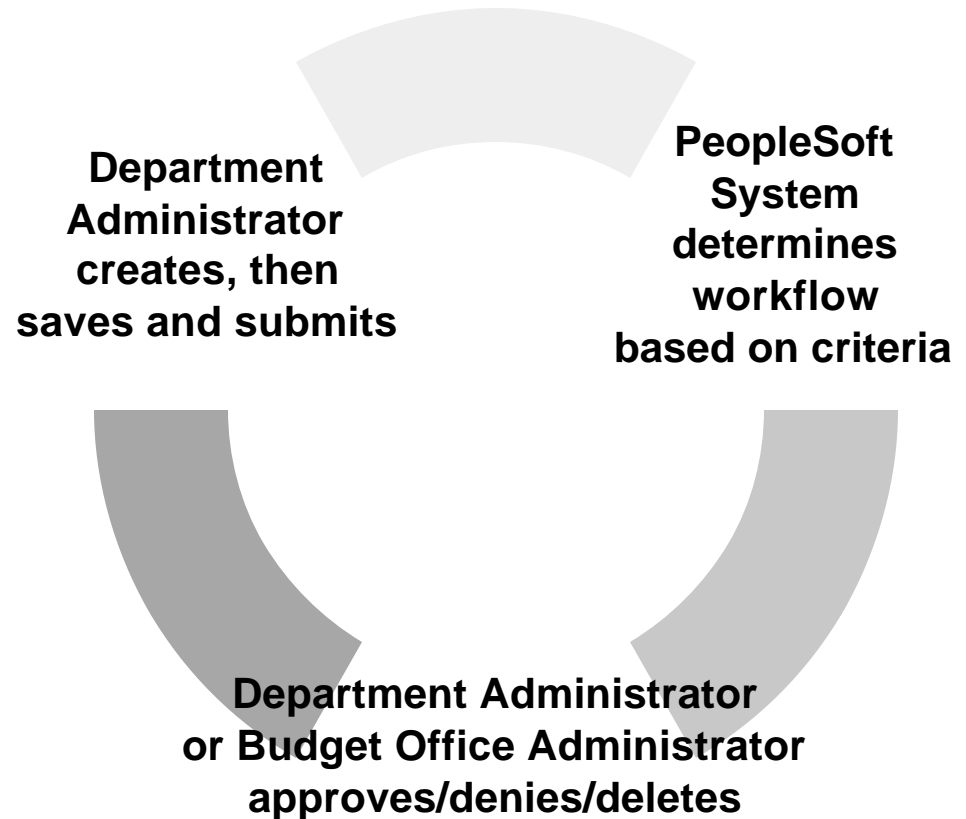 Department
Administrator
creates, then
saves and submits
PeopleSoft
System
determines
workflow
based on criteria
Department Administrator
or Budget Office Administrator
approves/denies/deletes